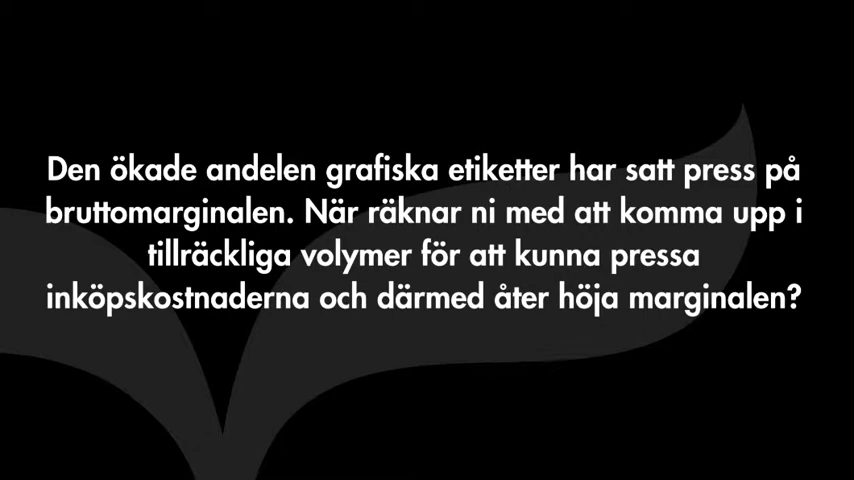 Den ökade andelen grafiska etiketter har satt press på
bruttomarginalen. När räknar ni med att komma upp i
tillräckliga volymer för att kunna pressa
inköpskostnaderna och därmed åter höja marginalen?